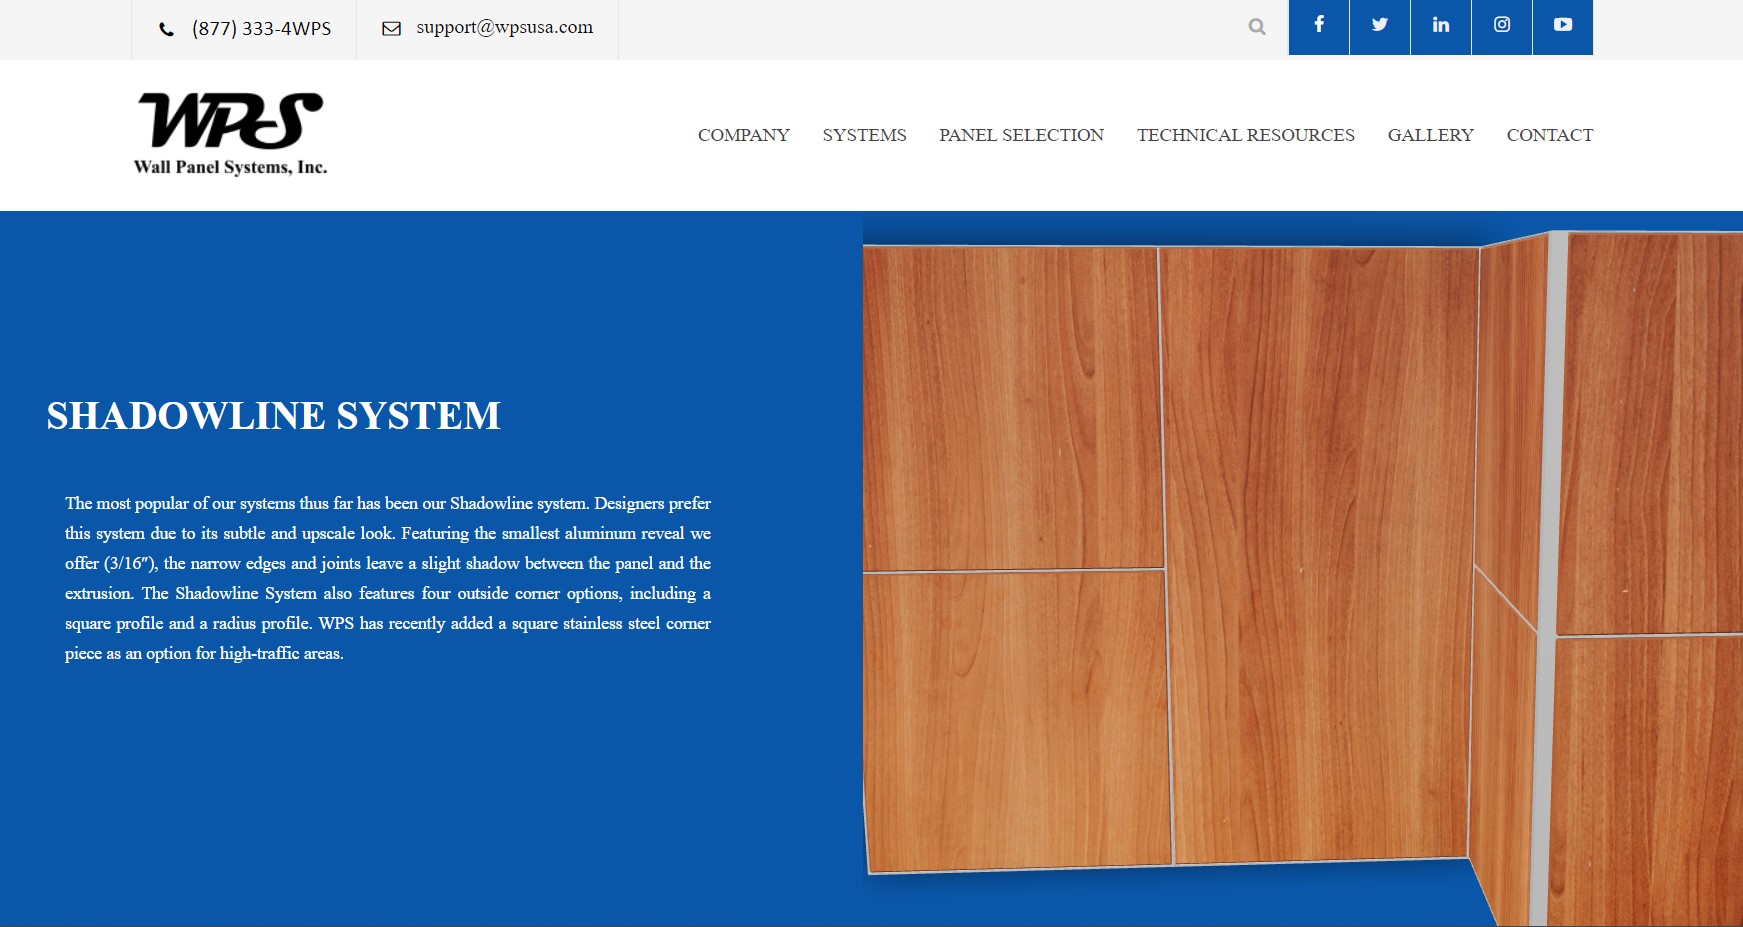 (877) 333-4WPS
support@wpsusa.com
WPS
Wall Panel Systems, Inc.
COMPANY SYSTEMS PANEL SELECTION TECHNICAL RESOURCES GALLERY CONTACT
SHADOWLINE SYSTEM
The most popular of our systems thus far has been our Shadowline system. Designers prefer
this system due to its subtle and upscale look. Featuring the smallest aluminum reveal we
offer (3/16″), the narrow edges and joints leave a slight shadow between the panel and the
extrusion. The Shadowline System also features four outside corner options, including a
square profile and a radius profile. WPS has recently added a square stainless steel corner
piece as an option for high-traffic areas.